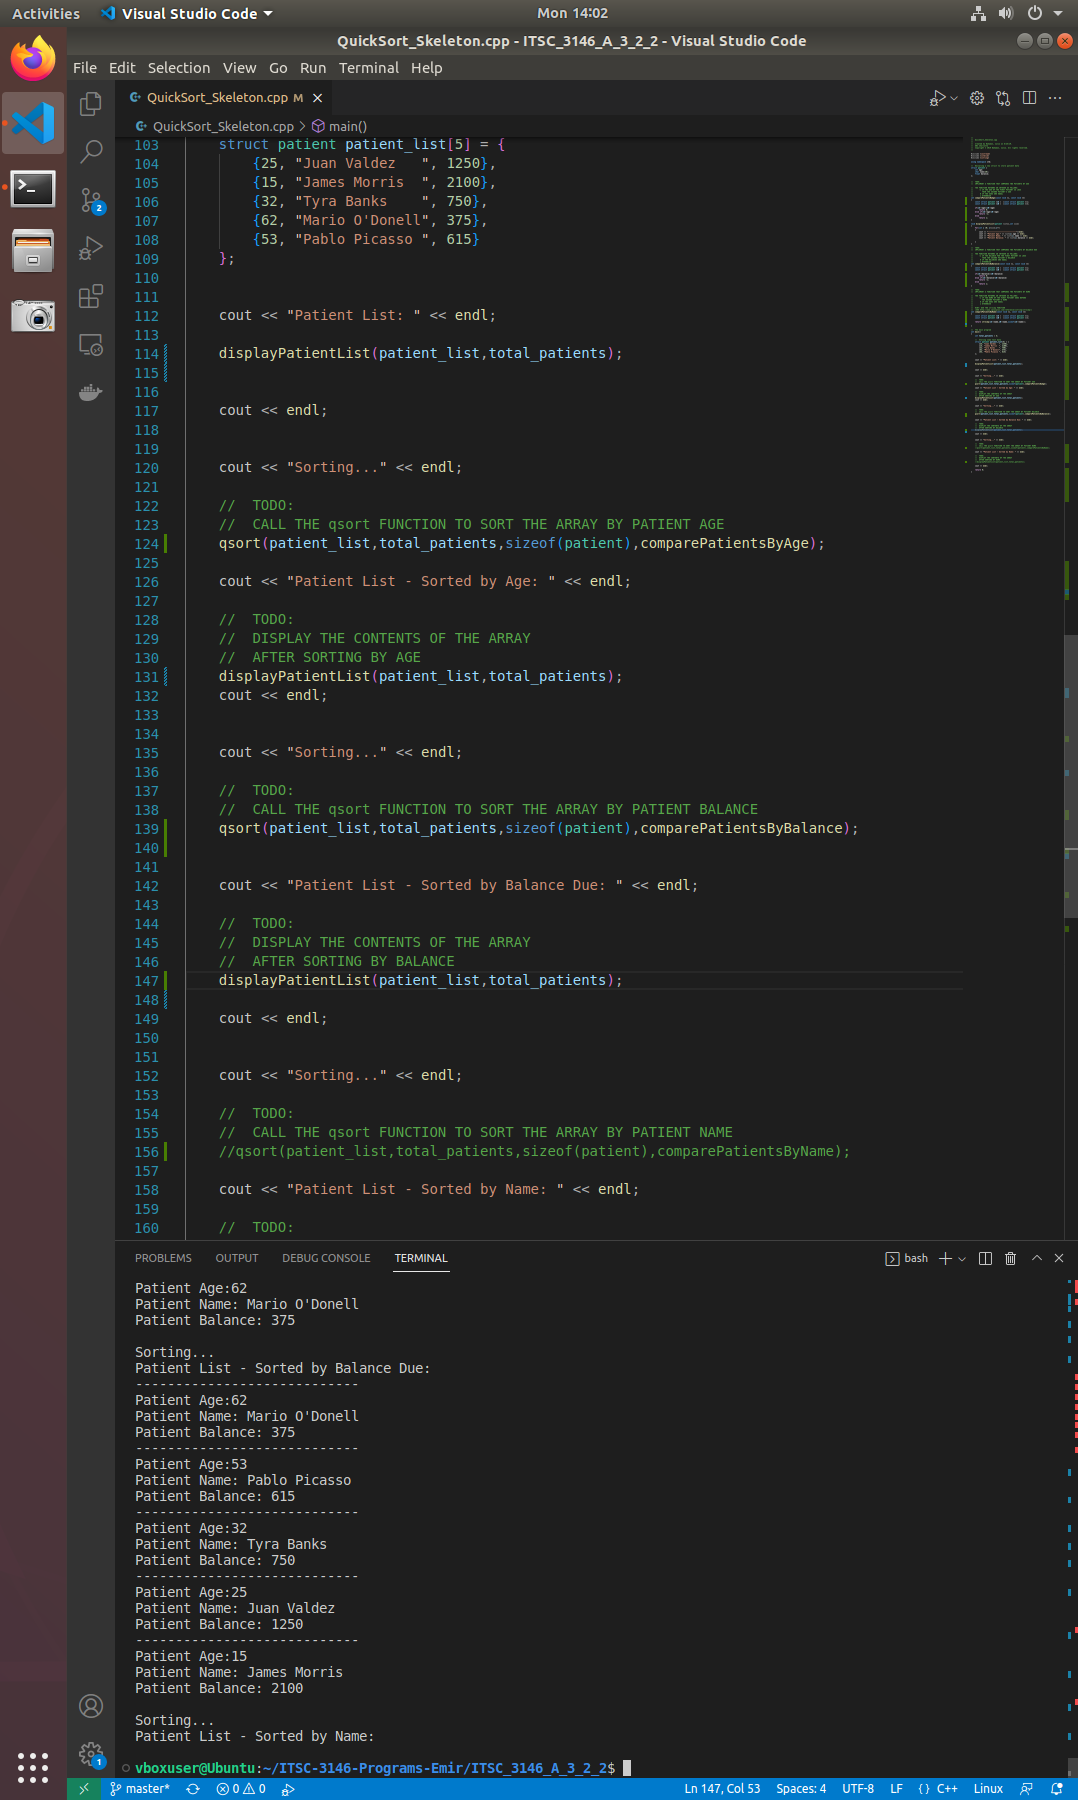 Activities Visual Studio Code Mon 14:02
QuickSort_Skeleton.cpp - ITSC_3146_A_3_2_2 - Visual Studio Code
File Edit Selection View Go Run Terminal Help
QuickSort_Skeleton.cpp M
QuickSort_Skeleton.cpp > main()
103 struct patient patient_list[5] = {
104 {25, "Juan Valdez   ", 1250},
105 {15, "James Morris  ", 2100},
106 {32, "Tyra Banks    ", 750},
107 {62, "Mario O'Donell", 375},
108 {53, "Pablo Picasso ", 615}
109 };
110
111
112 cout << "Patient List: " << endl;
113
114 displayPatientList(patient_list,total_patients);
115
116
117 cout << endl;
118
119
120 cout << "Sorting..." << endl;
121
122 //  TODO:
123 //  CALL THE qsort FUNCTION TO SORT THE ARRAY BY PATIENT AGE
124 qsort(patient_list,total_patients,sizeof(patient),comparePatientsByAge);
125
126 cout << "Patient List - Sorted by Age: " << endl;
127
128 //  TODO:
129 //  DISPLAY THE CONTENTS OF THE ARRAY
130 //  AFTER SORTING BY AGE
131 displayPatientList(patient_list,total_patients);
132 cout << endl;
133
134
135 cout << "Sorting..." << endl;
136
137 //  TODO:
138 //  CALL THE qsort FUNCTION TO SORT THE ARRAY BY PATIENT BALANCE
139 qsort(patient_list,total_patients,sizeof(patient),comparePatientsByBalance);
140
141
142 cout << "Patient List - Sorted by Balance Due: " << endl;
143
144 //  TODO:
145 //  DISPLAY THE CONTENTS OF THE ARRAY
146 //  AFTER SORTING BY BALANCE
147 displayPatientList(patient_list,total_patients);
148
149 cout << endl;
150
151
152 cout << "Sorting..." << endl;
153
154 //  TODO:
155 //  CALL THE qsort FUNCTION TO SORT THE ARRAY BY PATIENT NAME
156 //qsort(patient_list,total_patients,sizeof(patient),comparePatientsByName);
157
158 cout << "Patient List - Sorted by Name: " << endl;
159
160 //  TODO:
PROBLEMS OUTPUT DEBUG CONSOLE TERMINAL bash
Patient Age:62
Patient Name: Mario O'Donell
Patient Balance: 375
Sorting...
Patient List - Sorted by Balance Due:
----------------------------
Patient Age:62
Patient Name: Mario O'Donell
Patient Balance: 375
----------------------------
Patient Age:53
Patient Name: Pablo Picasso
Patient Balance: 615
----------------------------
Patient Age:32
Patient Name: Tyra Banks
Patient Balance: 750
----------------------------
Patient Age:25
Patient Name: Juan Valdez
Patient Balance: 1250
----------------------------
Patient Age:15
Patient Name: James Morris
Patient Balance: 2100
Sorting...
Patient List - Sorted by Name:
vboxuser@Ubuntu:~/ITSC-3146-Programs-Emir/ITSC_3146_A_3_2_2$
master* 0 0 Ln 147, Col 53 Spaces: 4 UTF-8 LF {} C++ Linux
2
1